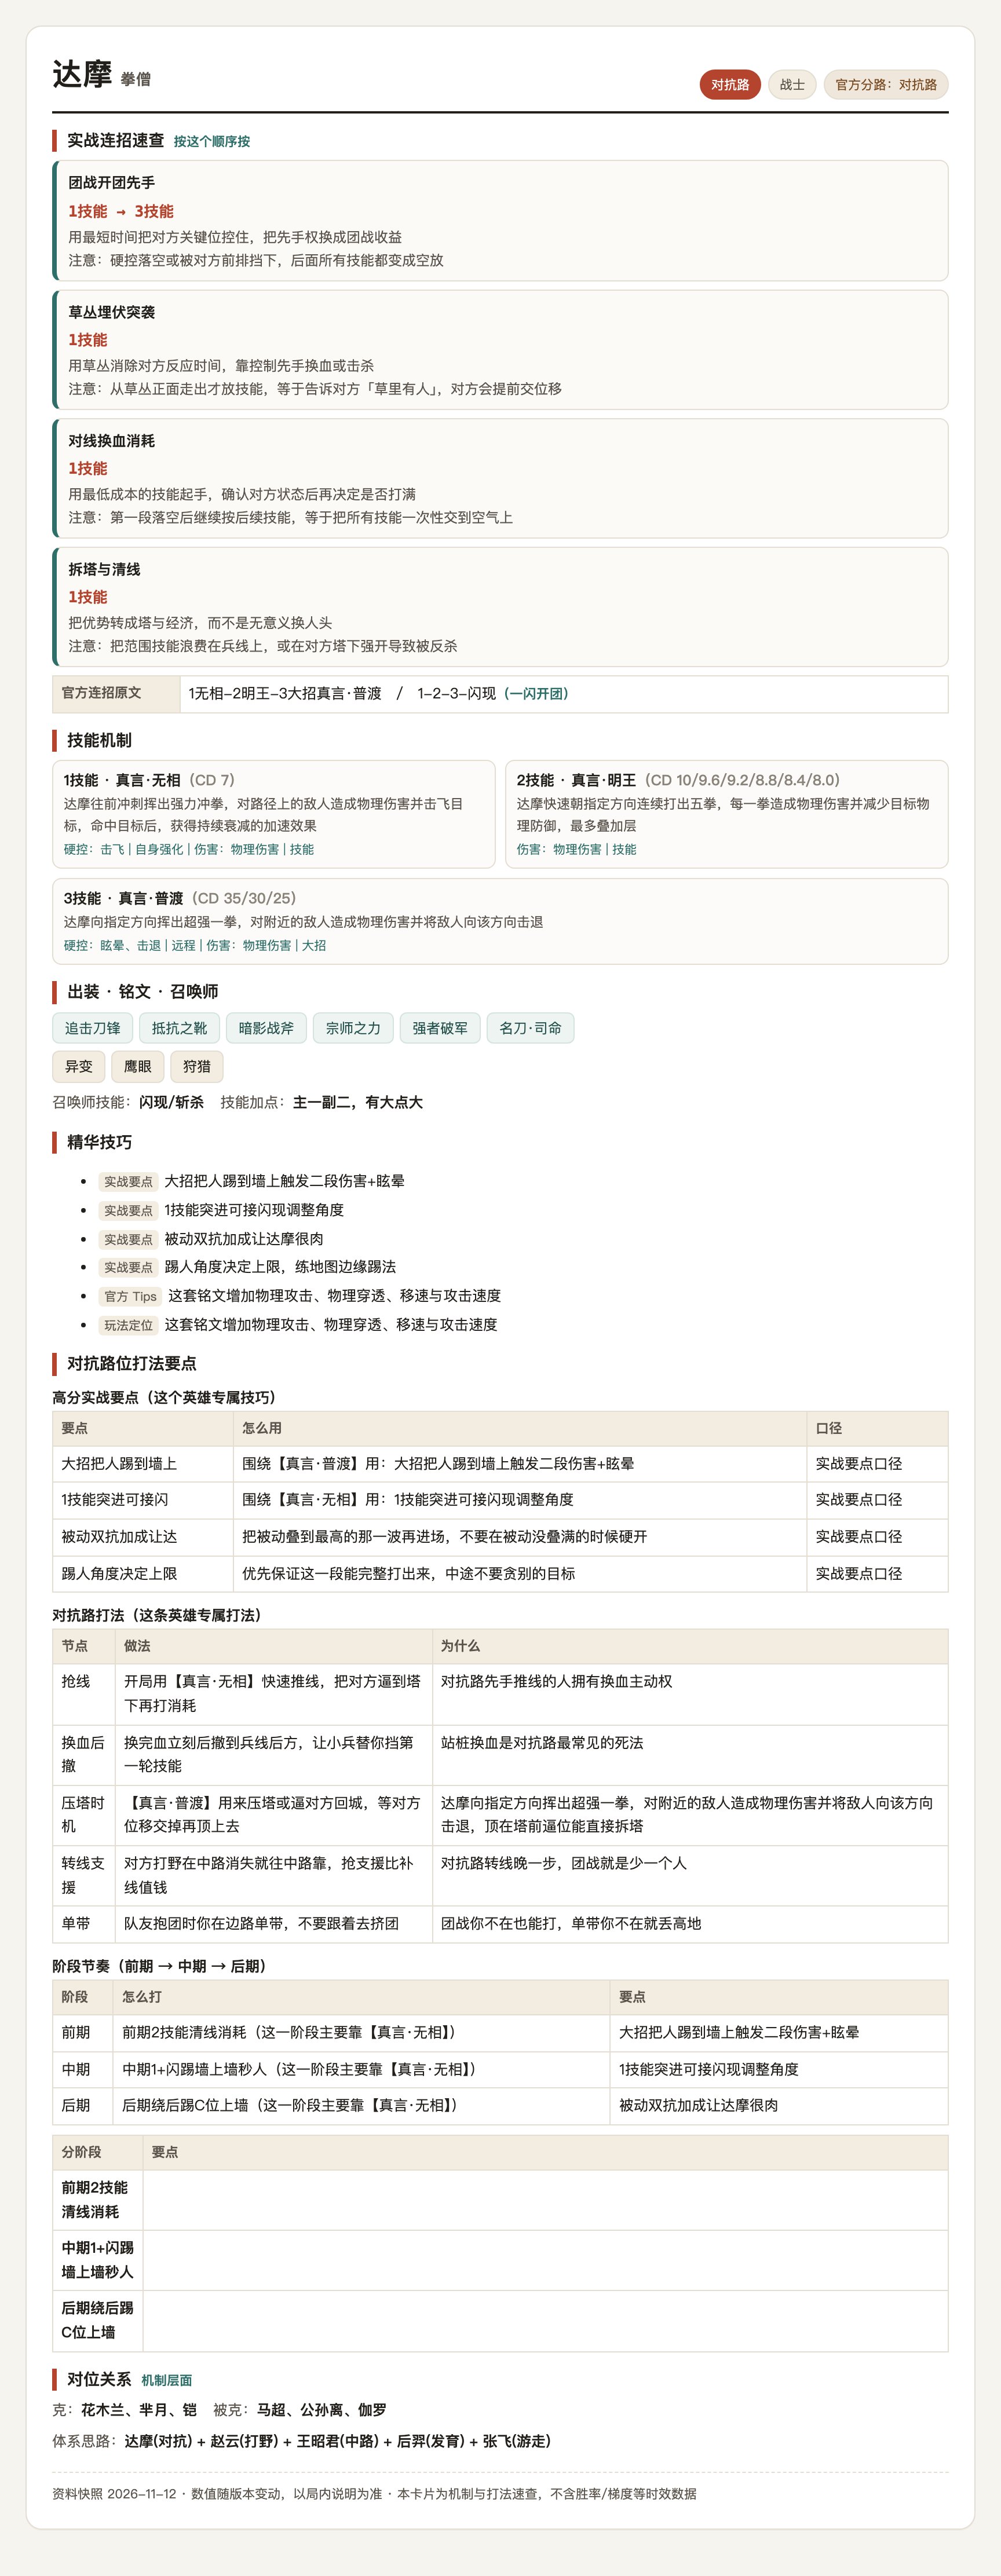 达摩 拳僧
对抗路 战士 官方分路：对抗路
实战连招速查 按这个顺序按
团战开团先手
1技能 → 3技能
用最短时间把对方关键位控住，把先手权换成团战收益
注意：硬控落空或被对方前排挡下，后面所有技能都变成空放
草丛埋伏突袭
1技能
用草丛消除对方反应时间，靠控制先手换血或击杀
注意：从草丛正面走出才放技能，等于告诉对方「草里有人」，对方会提前交位移
对线换血消耗
1技能
用最低成本的技能起手，确认对方状态后再决定是否打满
注意：第一段落空后继续按后续技能，等于把所有技能一次性交到空气上
拆塔与清线
1技能
把优势转成塔与经济，而不是无意义换人头
注意：把范围技能浪费在兵线上，或在对方塔下强开导致被反杀
官方连招原文 1无相-2明王-3大招真言·普渡 / 1-2-3-闪现（一闪开团）
技能机制
1技能 · 真言·无相（CD 7）
达摩往前冲刺挥出强力冲拳，对路径上的敌人造成物理伤害并击飞目
标，命中目标后，获得持续衰减的加速效果
硬控：击飞 | 自身强化 | 伤害：物理伤害 | 技能
2技能 · 真言·明王（CD 10/9.6/9.2/8.8/8.4/8.0）
达摩快速朝指定方向连续打出五拳，每一拳造成物理伤害并减少目标物
理防御，最多叠加层
伤害：物理伤害 | 技能
3技能 · 真言·普渡（CD 35/30/25）
达摩向指定方向挥出超强一拳，对附近的敌人造成物理伤害并将敌人向该方向击退
硬控：眩晕、击退 | 远程 | 伤害：物理伤害 | 大招
出装 · 铭文 · 召唤师
追击刀锋 抵抗之靴 暗影战斧 宗师之力 强者破军 名刀·司命
异变 鹰眼 狩猎
召唤师技能：闪现/斩杀 技能加点：主一副二，有大点大
精华技巧
• 实战要点 大招把人踢到墙上触发二段伤害+眩晕
• 实战要点 1技能突进可接闪现调整角度
• 实战要点 被动双抗加成让达摩很肉
• 实战要点 踢人角度决定上限，练地图边缘踢法
• 官方 Tips 这套铭文增加物理攻击、物理穿透、移速与攻击速度
• 玩法定位 这套铭文增加物理攻击、物理穿透、移速与攻击速度
对抗路位打法要点
高分实战要点（这个英雄专属技巧）
要点 怎么用 口径
大招把人踢到墙上 围绕【真言·普渡】用：大招把人踢到墙上触发二段伤害+眩晕 实战要点口径
1技能突进可接闪 围绕【真言·无相】用：1技能突进可接闪现调整角度 实战要点口径
被动双抗加成让达 把被动叠到最高的那一波再进场，不要在被动没叠满的时候硬开 实战要点口径
踢人角度决定上限 优先保证这一段能完整打出来，中途不要贪别的目标 实战要点口径
对抗路打法（这条英雄专属打法）
节点 做法 为什么
抢线 开局用【真言·无相】快速推线，把对方逼到塔
下再打消耗 对抗路先手推线的人拥有换血主动权
换血后
撤 换完血立刻后撤到兵线后方，让小兵替你挡第
一轮技能 站桩换血是对抗路最常见的死法
压塔时
机 【真言·普渡】用来压塔或逼对方回城，等对方
位移交掉再顶上去 达摩向指定方向挥出超强一拳，对附近的敌人造成物理伤害并将敌人向该方向
击退，顶在塔前逼位能直接拆塔
转线支
援 对方打野在中路消失就往中路靠，抢支援比补
线值钱 对抗路转线晚一步，团战就是少一个人
单带 队友抱团时你在边路单带，不要跟着去挤团 团战你不在也能打，单带你不在就丢高地
阶段节奏（前期 → 中期 → 后期）
阶段 怎么打 要点
前期 前期2技能清线消耗（这一阶段主要靠【真言·无相】） 大招把人踢到墙上触发二段伤害+眩晕
中期 中期1+闪踢墙上墙秒人（这一阶段主要靠【真言·无相】） 1技能突进可接闪现调整角度
后期 后期绕后踢C位上墙（这一阶段主要靠【真言·无相】） 被动双抗加成让达摩很肉
分阶段 要点
前期2技能
清线消耗
中期1+闪踢
墙上墙秒人
后期绕后踢
C位上墙
对位关系 机制层面
克：花木兰、芈月、铠 被克：马超、公孙离、伽罗
体系思路：达摩(对抗) + 赵云(打野) + 王昭君(中路) + 后羿(发育) + 张飞(游走)
资料快照 2026-11-12 · 数值随版本变动，以局内说明为准 · 本卡片为机制与打法速查，不含胜率/梯度等时效数据